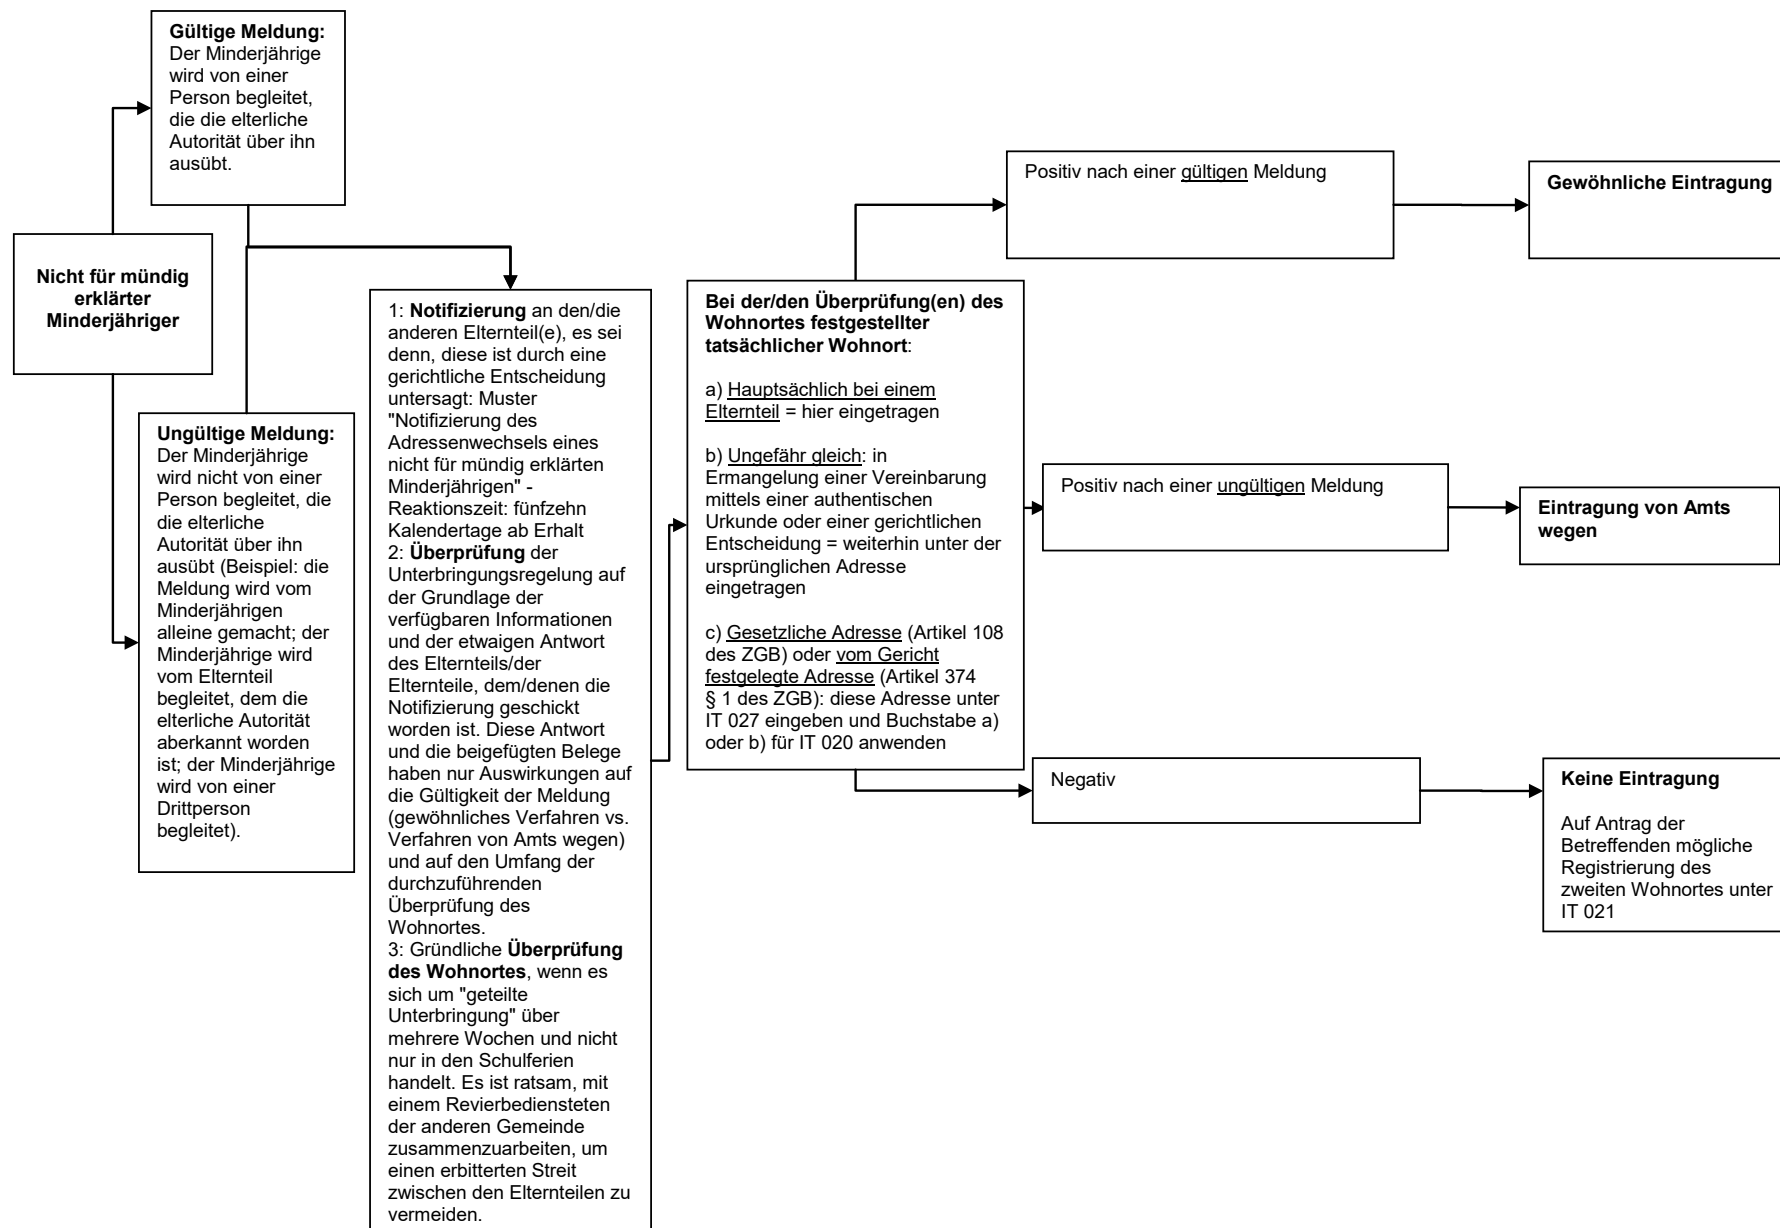 Gültige Meldung:
Der Minderjährige
wird von einer
Person begleitet,
die die elterliche
Autorität über ihn
ausübt.
Nicht für mündig
erklärter
Minderjähriger
Ungültige Meldung:
Der Minderjährige
wird nicht von einer
Person begleitet, die
die elterliche
Autorität über ihn
ausübt (Beispiel: die
Meldung wird vom
Minderjährigen
alleine gemacht; der
Minderjährige wird
vom Elternteil
begleitet, dem die
elterliche Autorität
aberkannt worden
ist; der Minderjährige
wird von einer
Drittperson
begleitet).
1: Notifizierung an den/die
anderen Elternteil(e), es sei
denn, diese ist durch eine
gerichtliche Entscheidung
untersagt: Muster
"Notifizierung des
Adressenwechsels eines
nicht für mündig erklärten
Minderjährigen" -
Reaktionszeit: fünfzehn
Kalendertage ab Erhalt
2: Überprüfung der
Unterbringungsregelung auf
der Grundlage der
verfügbaren Informationen
und der etwaigen Antwort
des Elternteils/der
Elternteile, dem/denen die
Notifizierung geschickt
worden ist. Diese Antwort
und die beigefügten Belege
haben nur Auswirkungen auf
die Gültigkeit der Meldung
(gewöhnliches Verfahren vs.
Verfahren von Amts wegen)
und auf den Umfang der
durchzuführenden
Überprüfung des
Wohnortes.
3: Gründliche Überprüfung
des Wohnortes, wenn es
sich um "geteilte
Unterbringung" über
mehrere Wochen und nicht
nur in den Schulferien
handelt. Es ist ratsam, mit
einem Revierbediensteten
der anderen Gemeinde
zusammenzuarbeiten, um
einen erbitterten Streit
zwischen den Elternteilen zu
vermeiden.
Bei der/den Überprüfung(en) des
Wohnortes festgestellter
tatsächlicher Wohnort:
a) Hauptsächlich bei einem
Elternteil = hier eingetragen
b) Ungefähr gleich: in
Ermangelung einer Vereinbarung
mittels einer authentischen
Urkunde oder einer gerichtlichen
Entscheidung = weiterhin unter der
ursprünglichen Adresse
eingetragen
c) Gesetzliche Adresse (Artikel 108
des ZGB) oder vom Gericht
festgelegte Adresse (Artikel 374
§ 1 des ZGB): diese Adresse unter
IT 027 eingeben und Buchstabe a)
oder b) für IT 020 anwenden
Positiv nach einer gültigen Meldung
Gewöhnliche Eintragung
Positiv nach einer ungültigen Meldung
Eintragung von Amts
wegen
Negativ
Keine Eintragung
Auf Antrag der
Betreffenden mögliche
Registrierung des
zweiten Wohnortes unter
IT 021